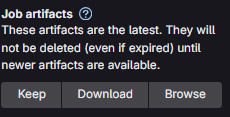 Job artifacts ?
These artifacts are the latest. They will
not be deleted (even if expired) until
newer artifacts are available.
Keep Download Browse